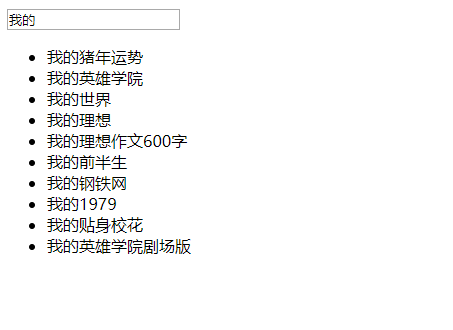 我的
我的猪年运势
我的英雄学院
我的世界
我的理想
我的理想作文600字
我的前半生
我的钢铁网
我的1979
我的贴身校花
我的英雄学院剧场版